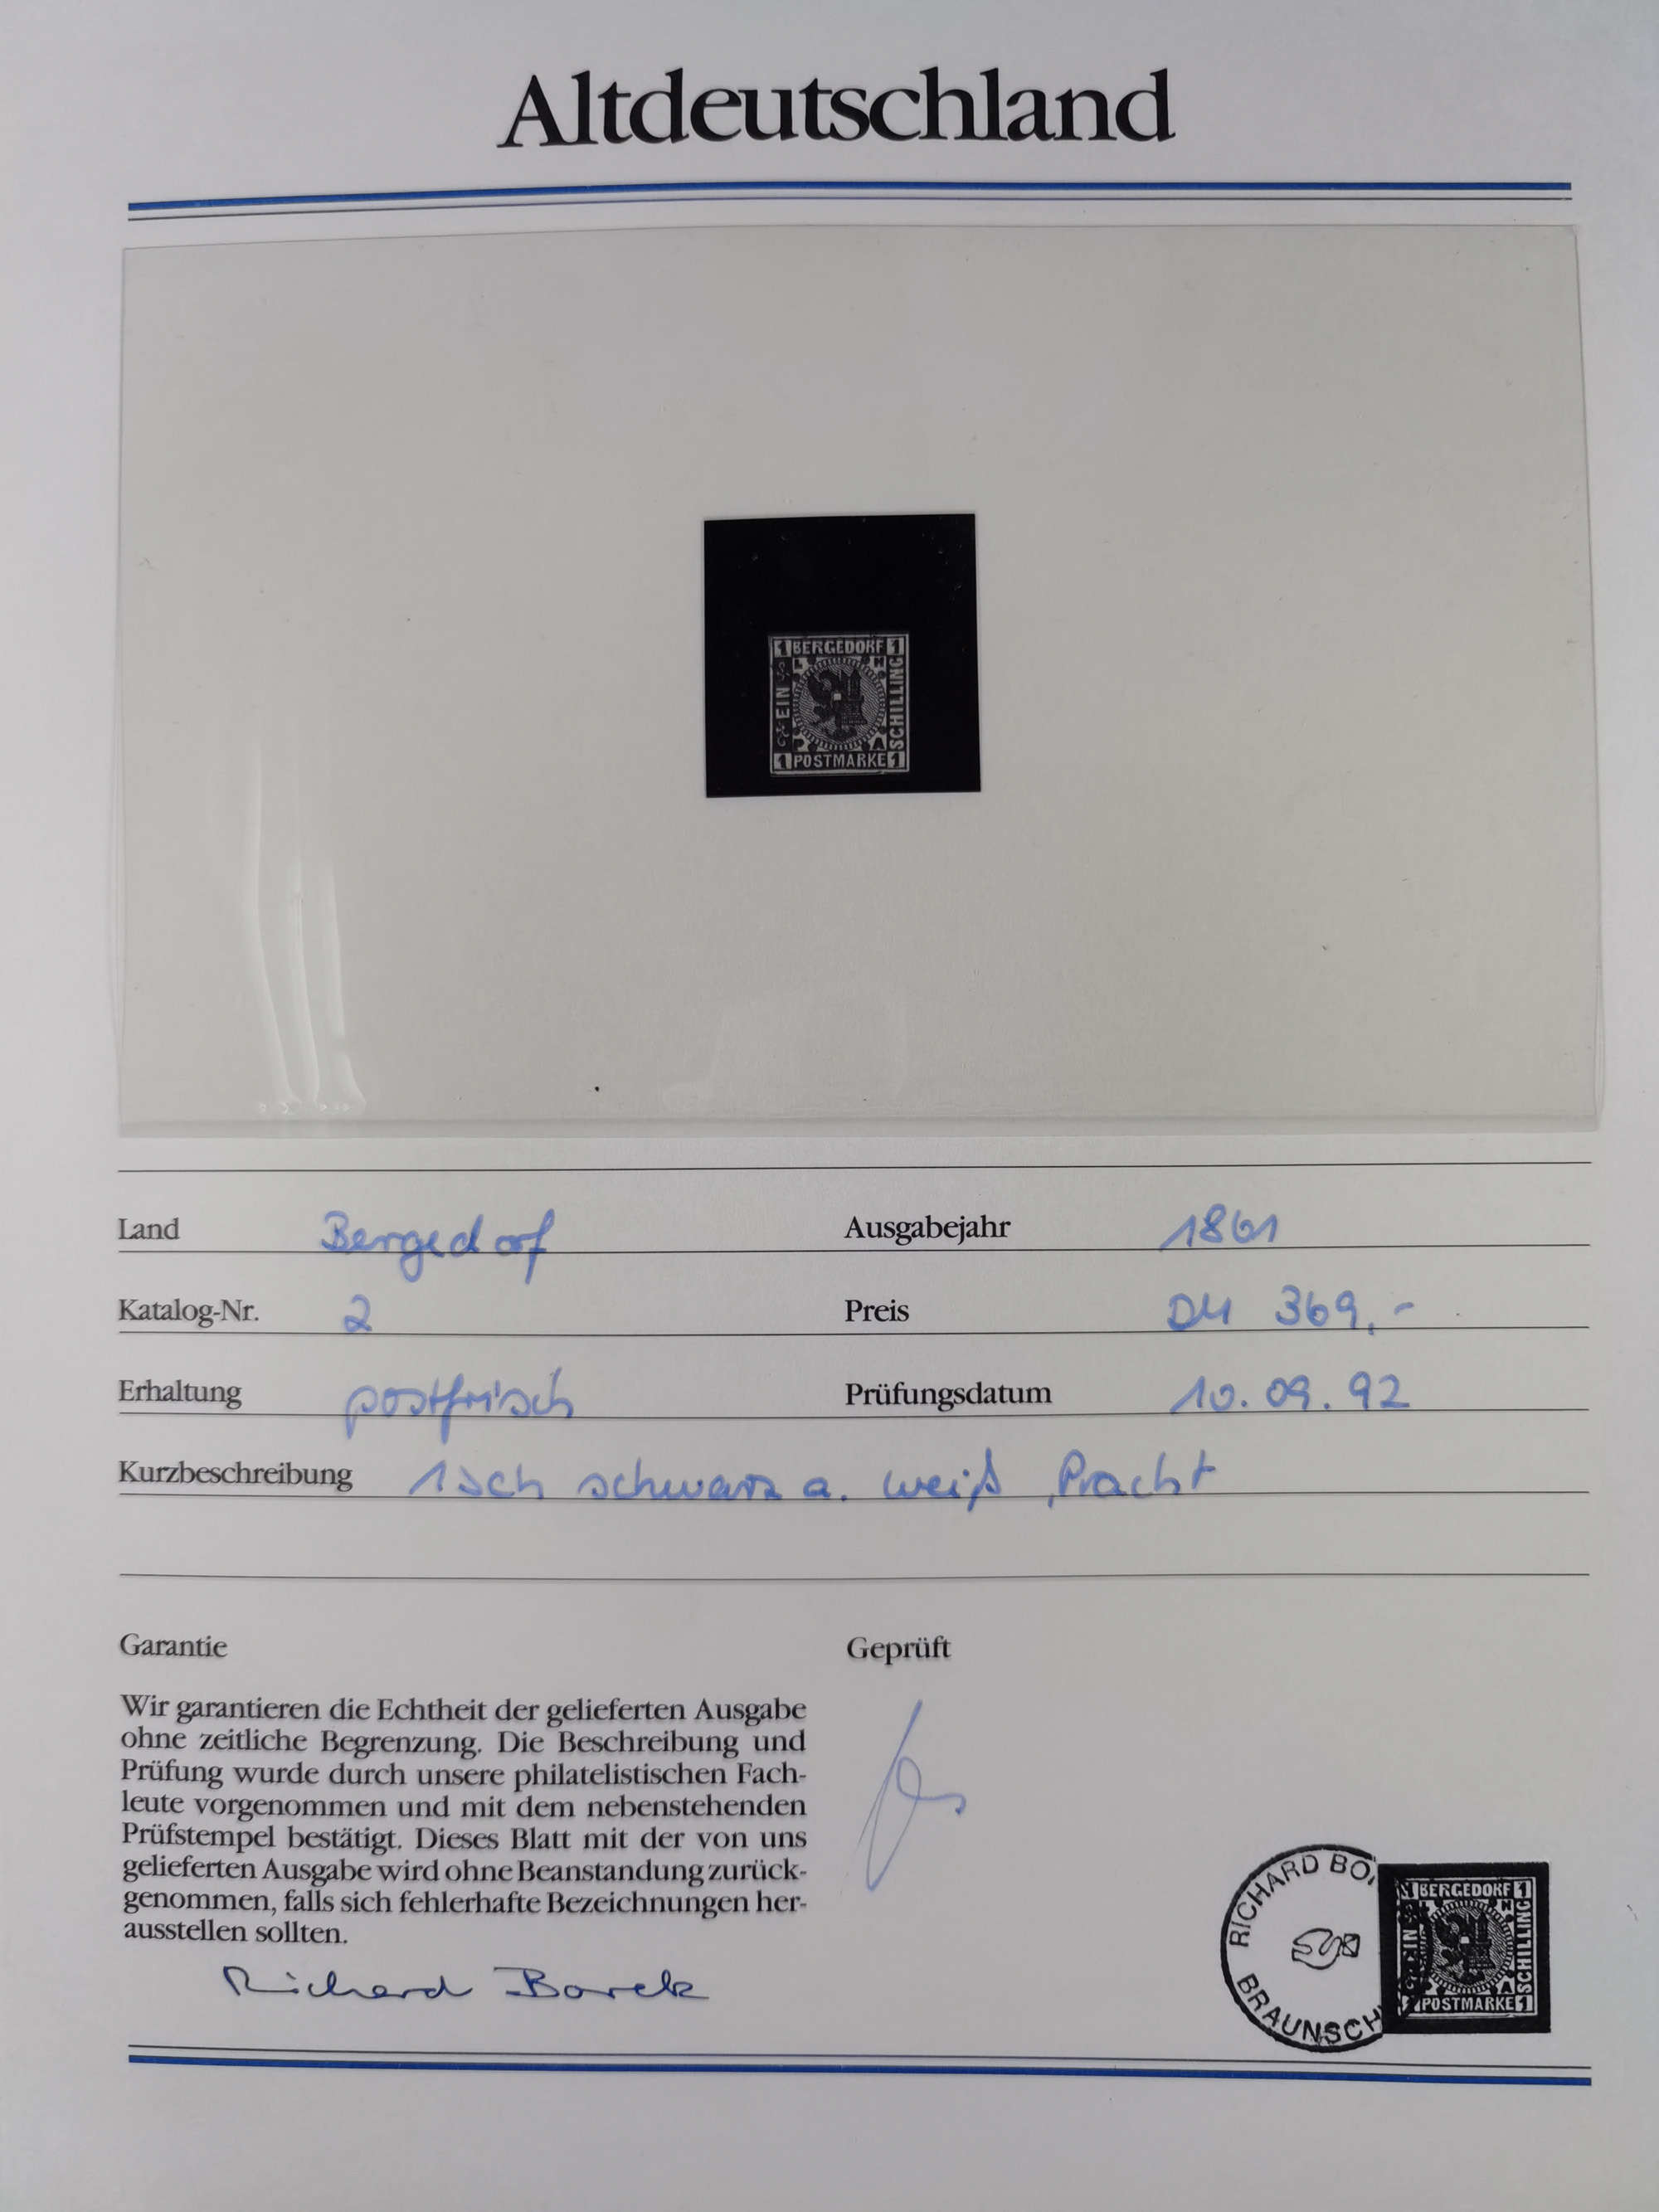 Altdeutschland
1 BERGEDORF 1
L H
EIN
SCHILLING
P A
1 POSTMARKE 1
Land Bergedorf Ausgabejahr 1861
Katalog-Nr. 2 Preis DM 369,-
Erhaltung postfrisch Prüfungsdatum 10.09.92
Kurzbeschreibung 1 Sch schwarz a. weiß, Pracht
Garantie
Geprüft
Wir garantieren die Echtheit der gelieferten Ausgabe
ohne zeitliche Begrenzung. Die Beschreibung und
Prüfung wurde durch unsere philatelistischen Fach-
leute vorgenommen und mit dem nebenstehenden
Prüfstempel bestätigt. Dieses Blatt mit der von uns
gelieferten Ausgabe wird ohne Beanstandung zurück-
genommen, falls sich fehlerhafte Bezeichnungen her-
ausstellen sollten.
Richard Borek
RICHARD BO
BRAUNSCH
BERGEDORF 1
H
EIN
SCHILLING
A
1 POSTMARKE 1